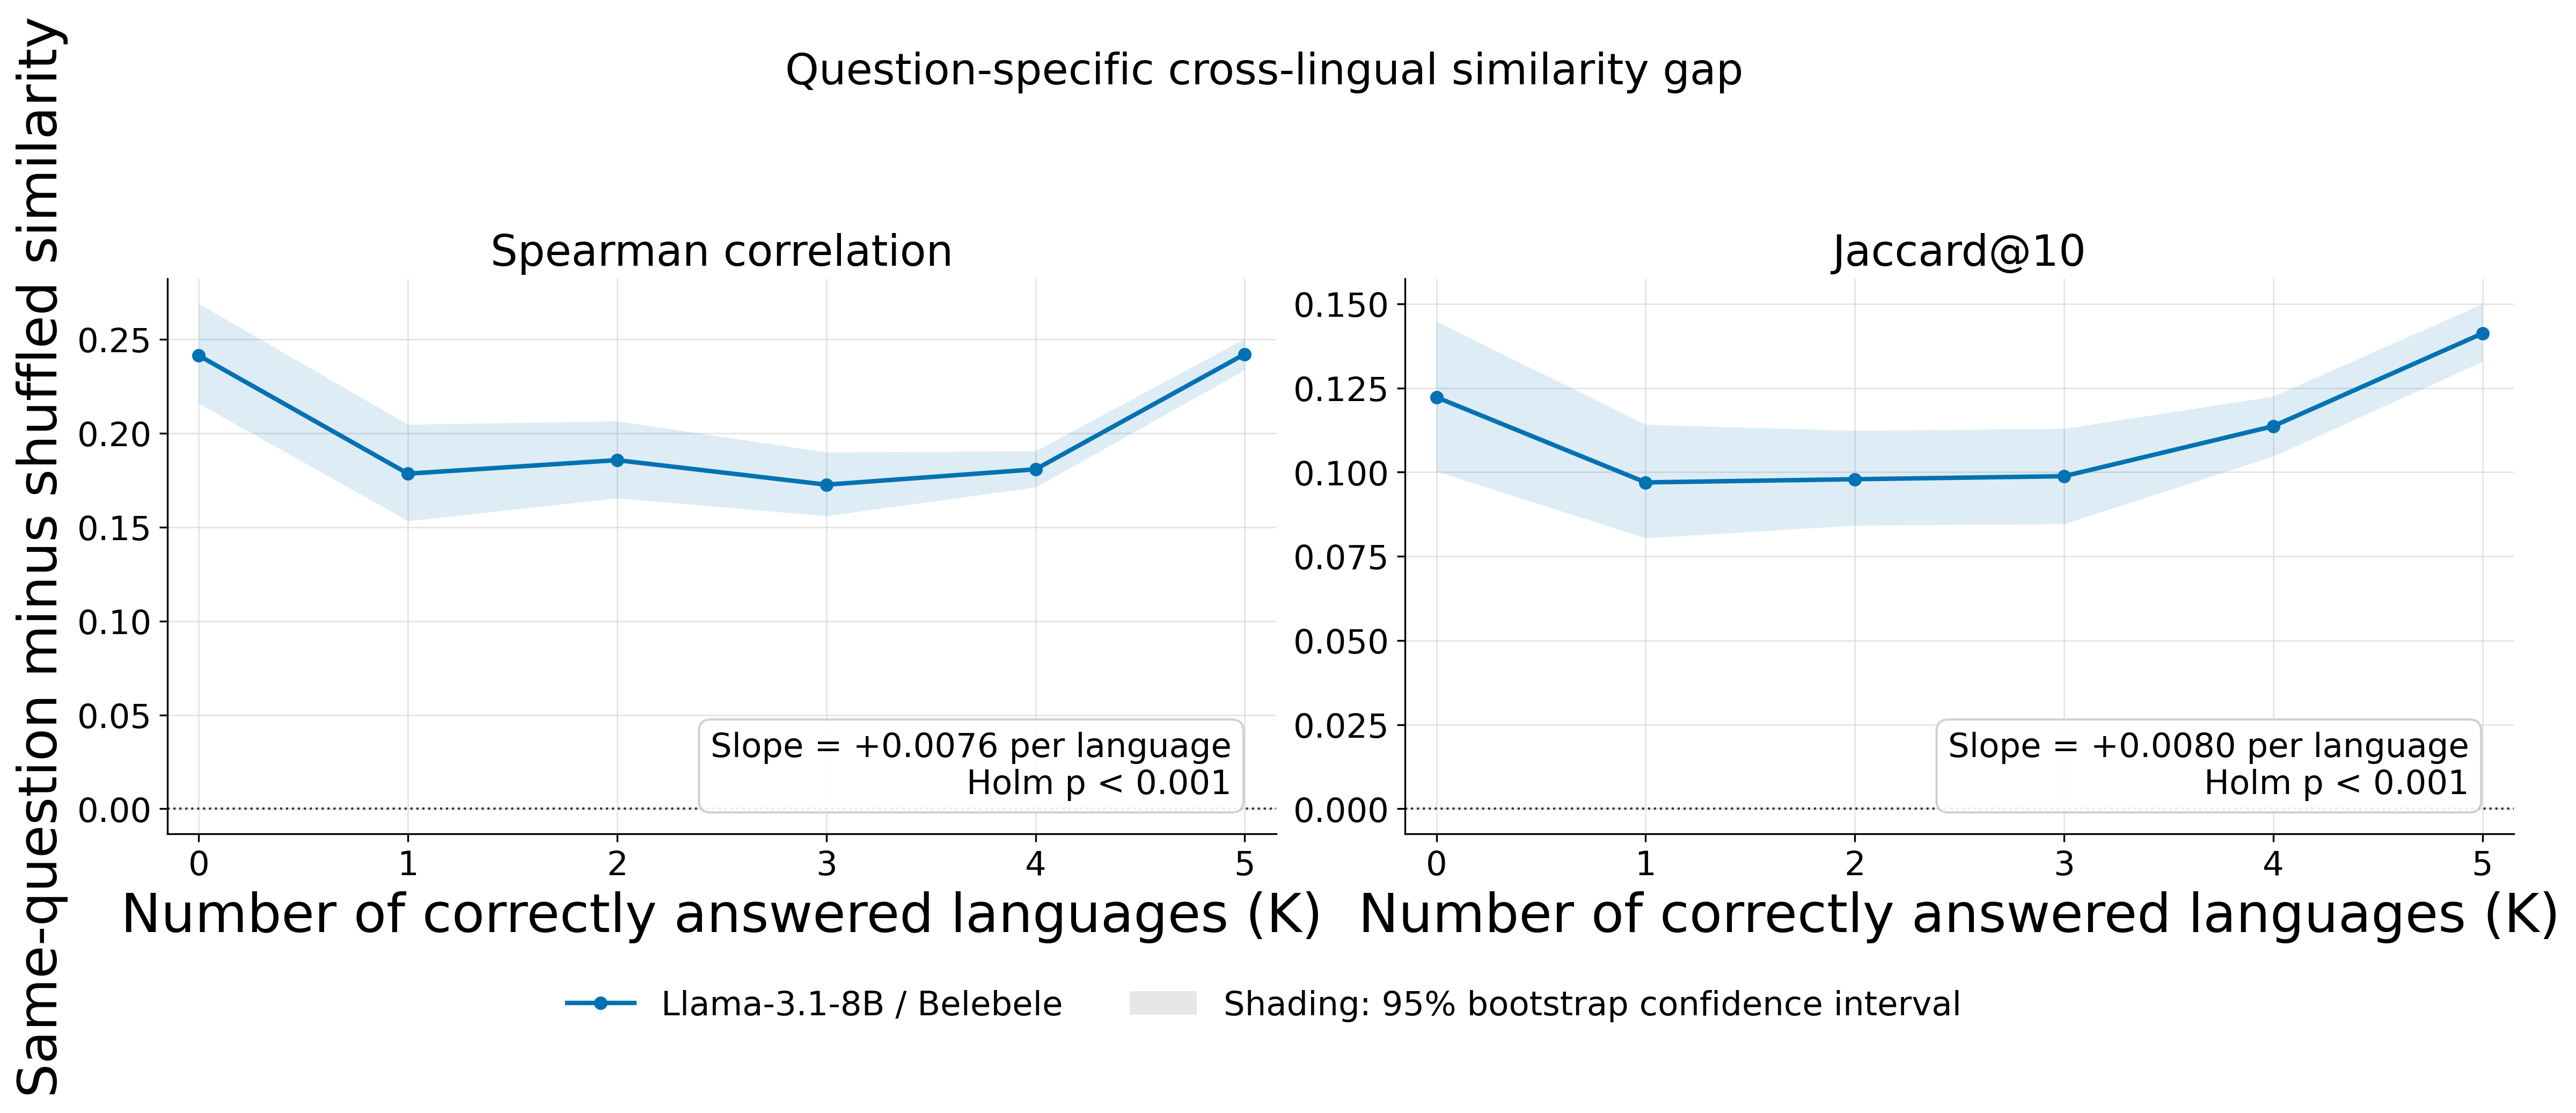 Question-specific cross-lingual similarity gap
Same-question minus shuffled similarity
Spearman correlation
0.25
0.20
0.15
0.10
0.05
0.00
Slope = +0.0076 per language
Holm p < 0.001
0 1 2 3 4 5
Number of correctly answered languages (K)
Jaccard@10
0.150
0.125
0.100
0.075
0.050
0.025
0.000
Slope = +0.0080 per language
Holm p < 0.001
0 1 2 3 4 5
Number of correctly answered languages (K)
Llama-3.1-8B / Belebele
Shading: 95% bootstrap confidence interval